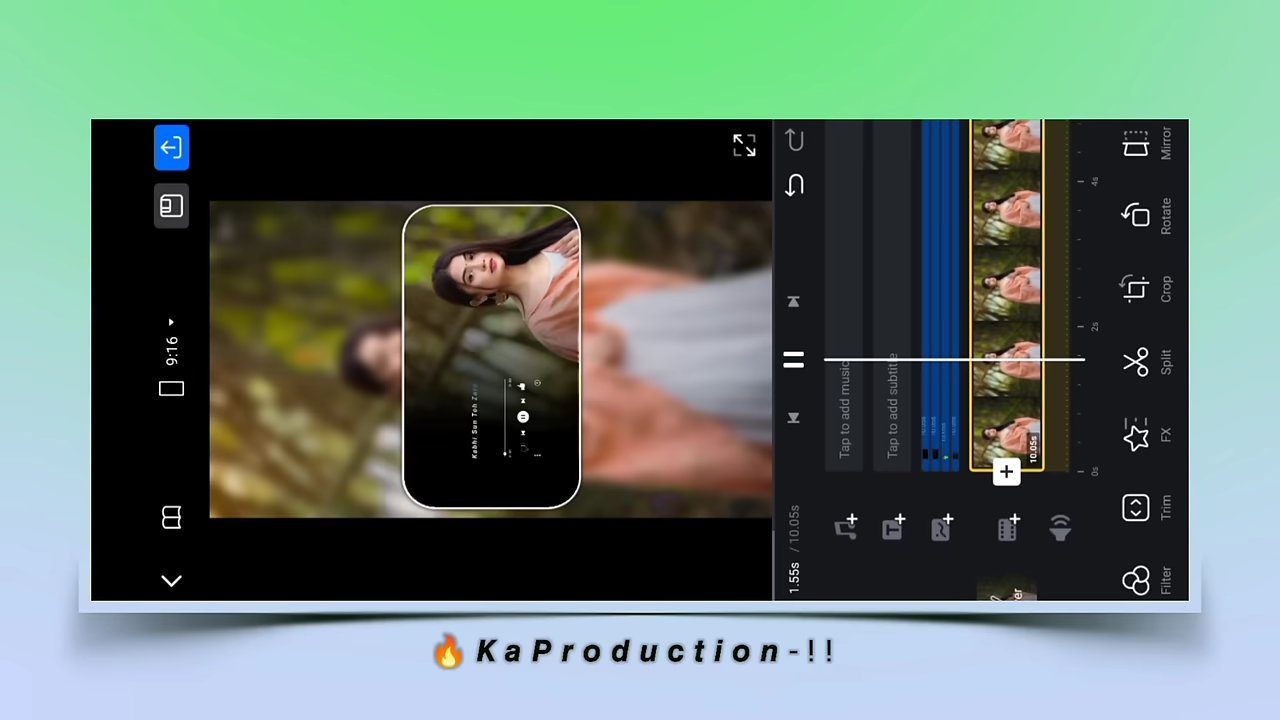 9:16
Kabhi Sun Toh Zara
Tap to add music
Tap to add subtitle
1.55s / 10.05s
10.05s
4s
2s
0s
Mirror
Rotate
Crop
Split
FX
Trim
Filter
🔥KaProduction-!!